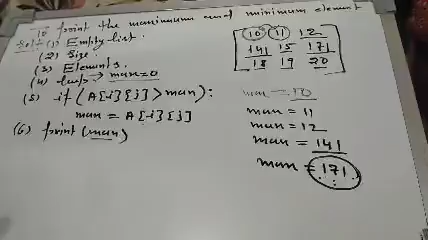 To print the maximum and minimum element
Sol:- (1) Empty list.
(2) Size.
(3) Elements.
(4) loop → max=0
(5) if (A[i][j] > max):
max = A[i][j]
(6) print (max)
10 11 12
141 15 171
18 19 20
max = 10
max = 11
max = 12
max = 141
max = 171